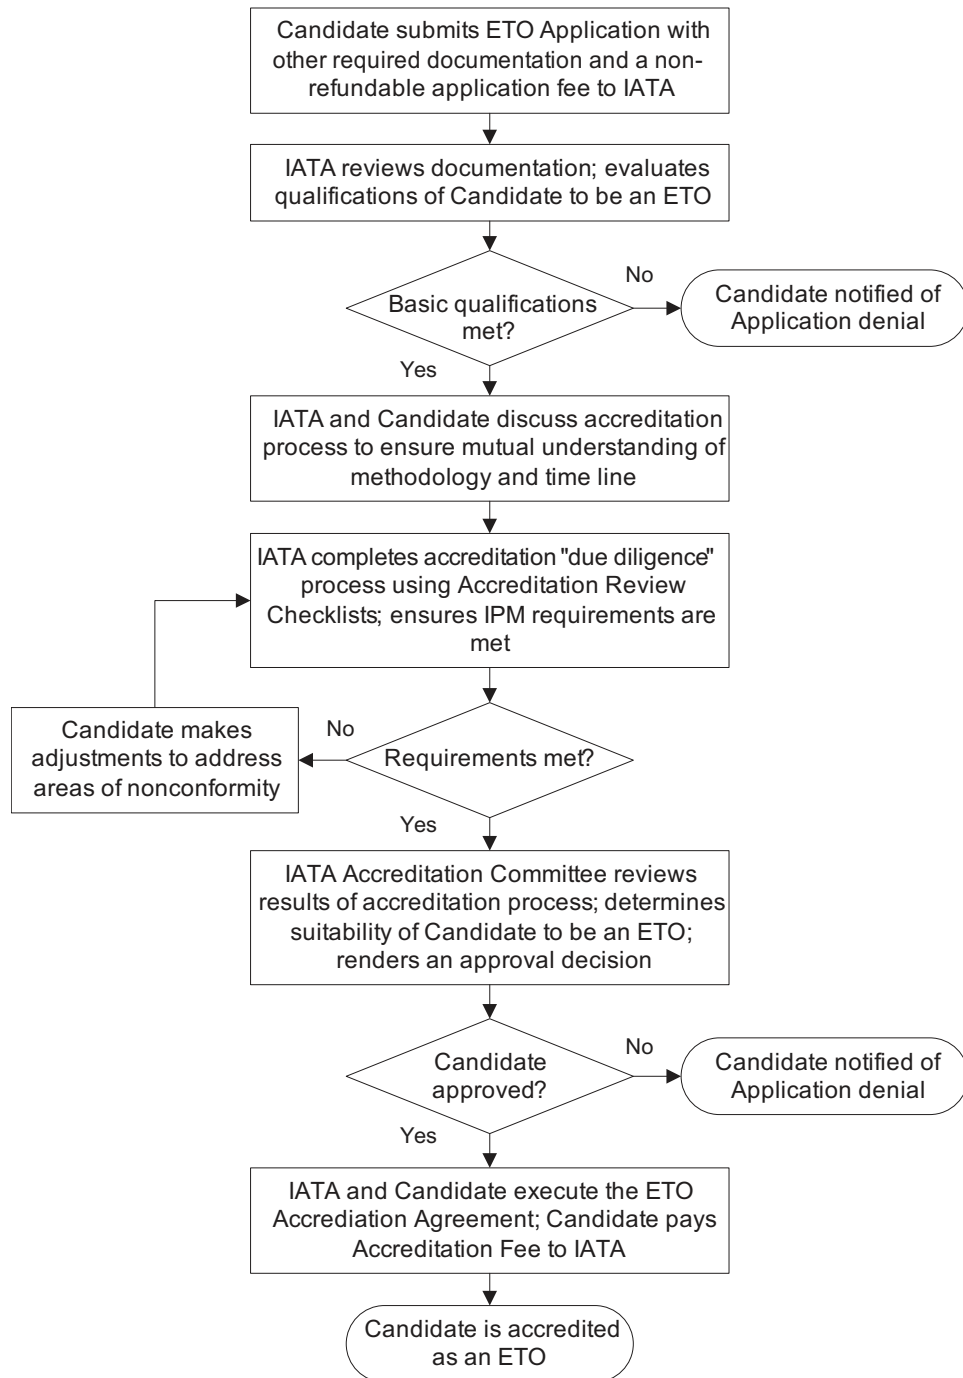 Candidate submits ETO Application with
other required documentation and a non-
refundable application fee to IATA
IATA reviews documentation; evaluates
qualifications of Candidate to be an ETO
Basic qualifications
met?
No
Candidate notified of
Application denial
Yes
IATA and Candidate discuss accreditation
process to ensure mutual understanding of
methodology and time line
IATA completes accreditation "due diligence"
process using Accreditation Review
Checklists; ensures IPM requirements are
met
Requirements met?
No
Candidate makes
adjustments to address
areas of nonconformity
Yes
IATA Accreditation Committee reviews
results of accreditation process; determines
suitability of Candidate to be an ETO;
renders an approval decision
Candidate
approved?
No
Candidate notified of
Application denial
Yes
IATA and Candidate execute the ETO
Accrediation Agreement; Candidate pays
Accreditation Fee to IATA
Candidate is accredited
as an ETO